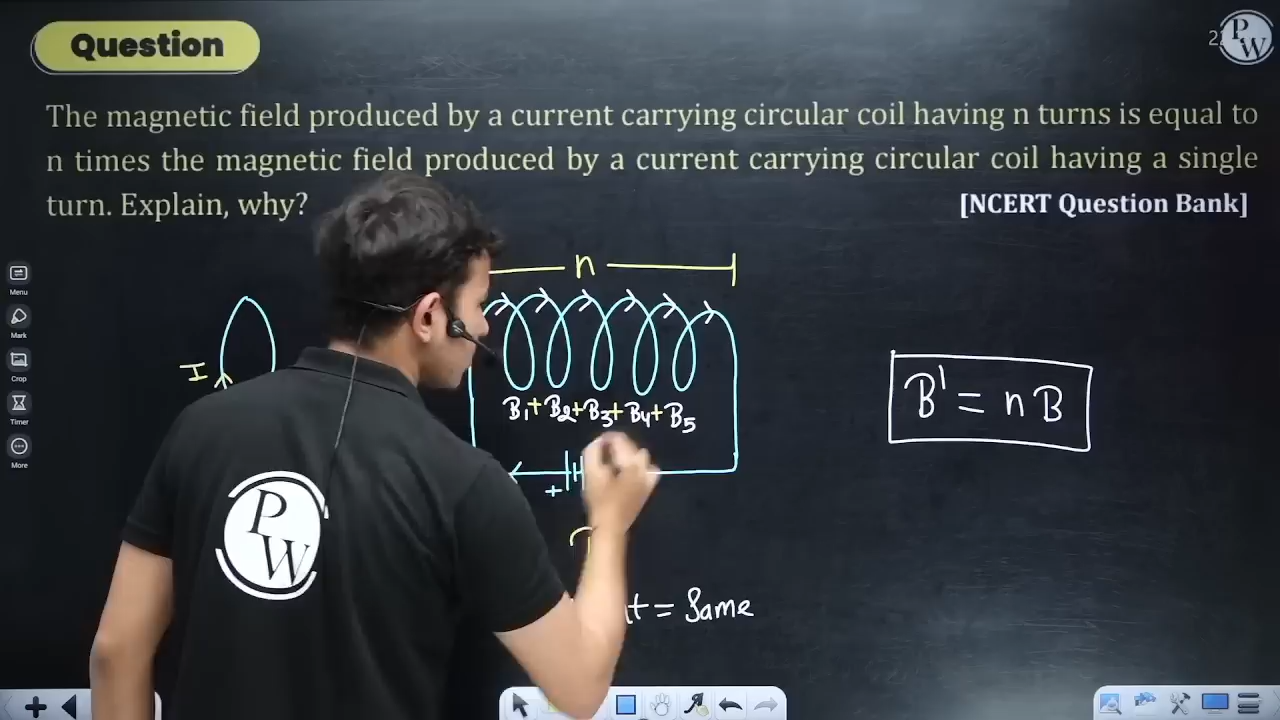 Question
The magnetic field produced by a current carrying circular coil having n turns is equal to
n times the magnetic field produced by a current carrying circular coil having a single
turn. Explain, why?
[NCERT Question Bank]
PW
n
I
B₁+B₂+B₃+B₄+B₅
+
B' = nB
= Same
PW
Menu
Mark
Crop
Timer
More